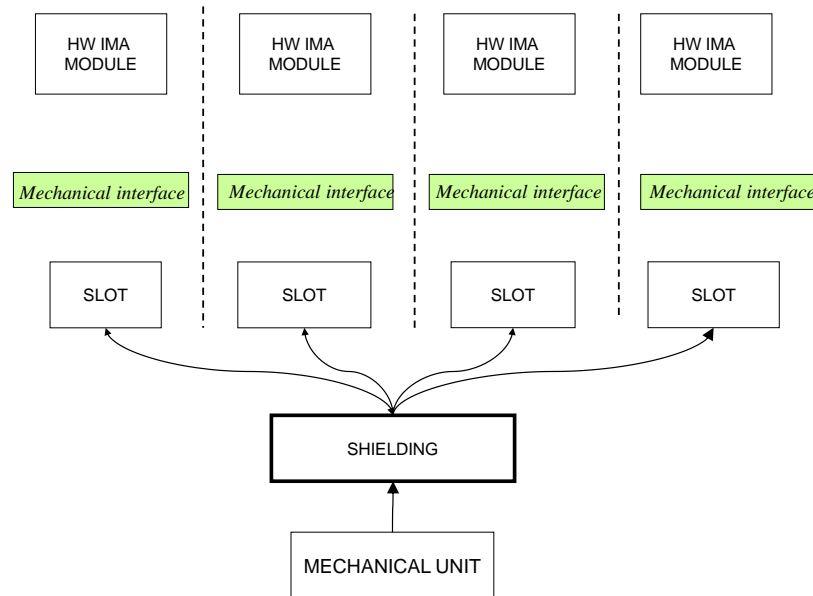 HW IMA
MODULE
HW IMA
MODULE
HW IMA
MODULE
HW IMA
MODULE
Mechanical interface
Mechanical interface
Mechanical interface
Mechanical interface
SLOT
SLOT
SLOT
SLOT
SHIELDING
MECHANICAL UNIT